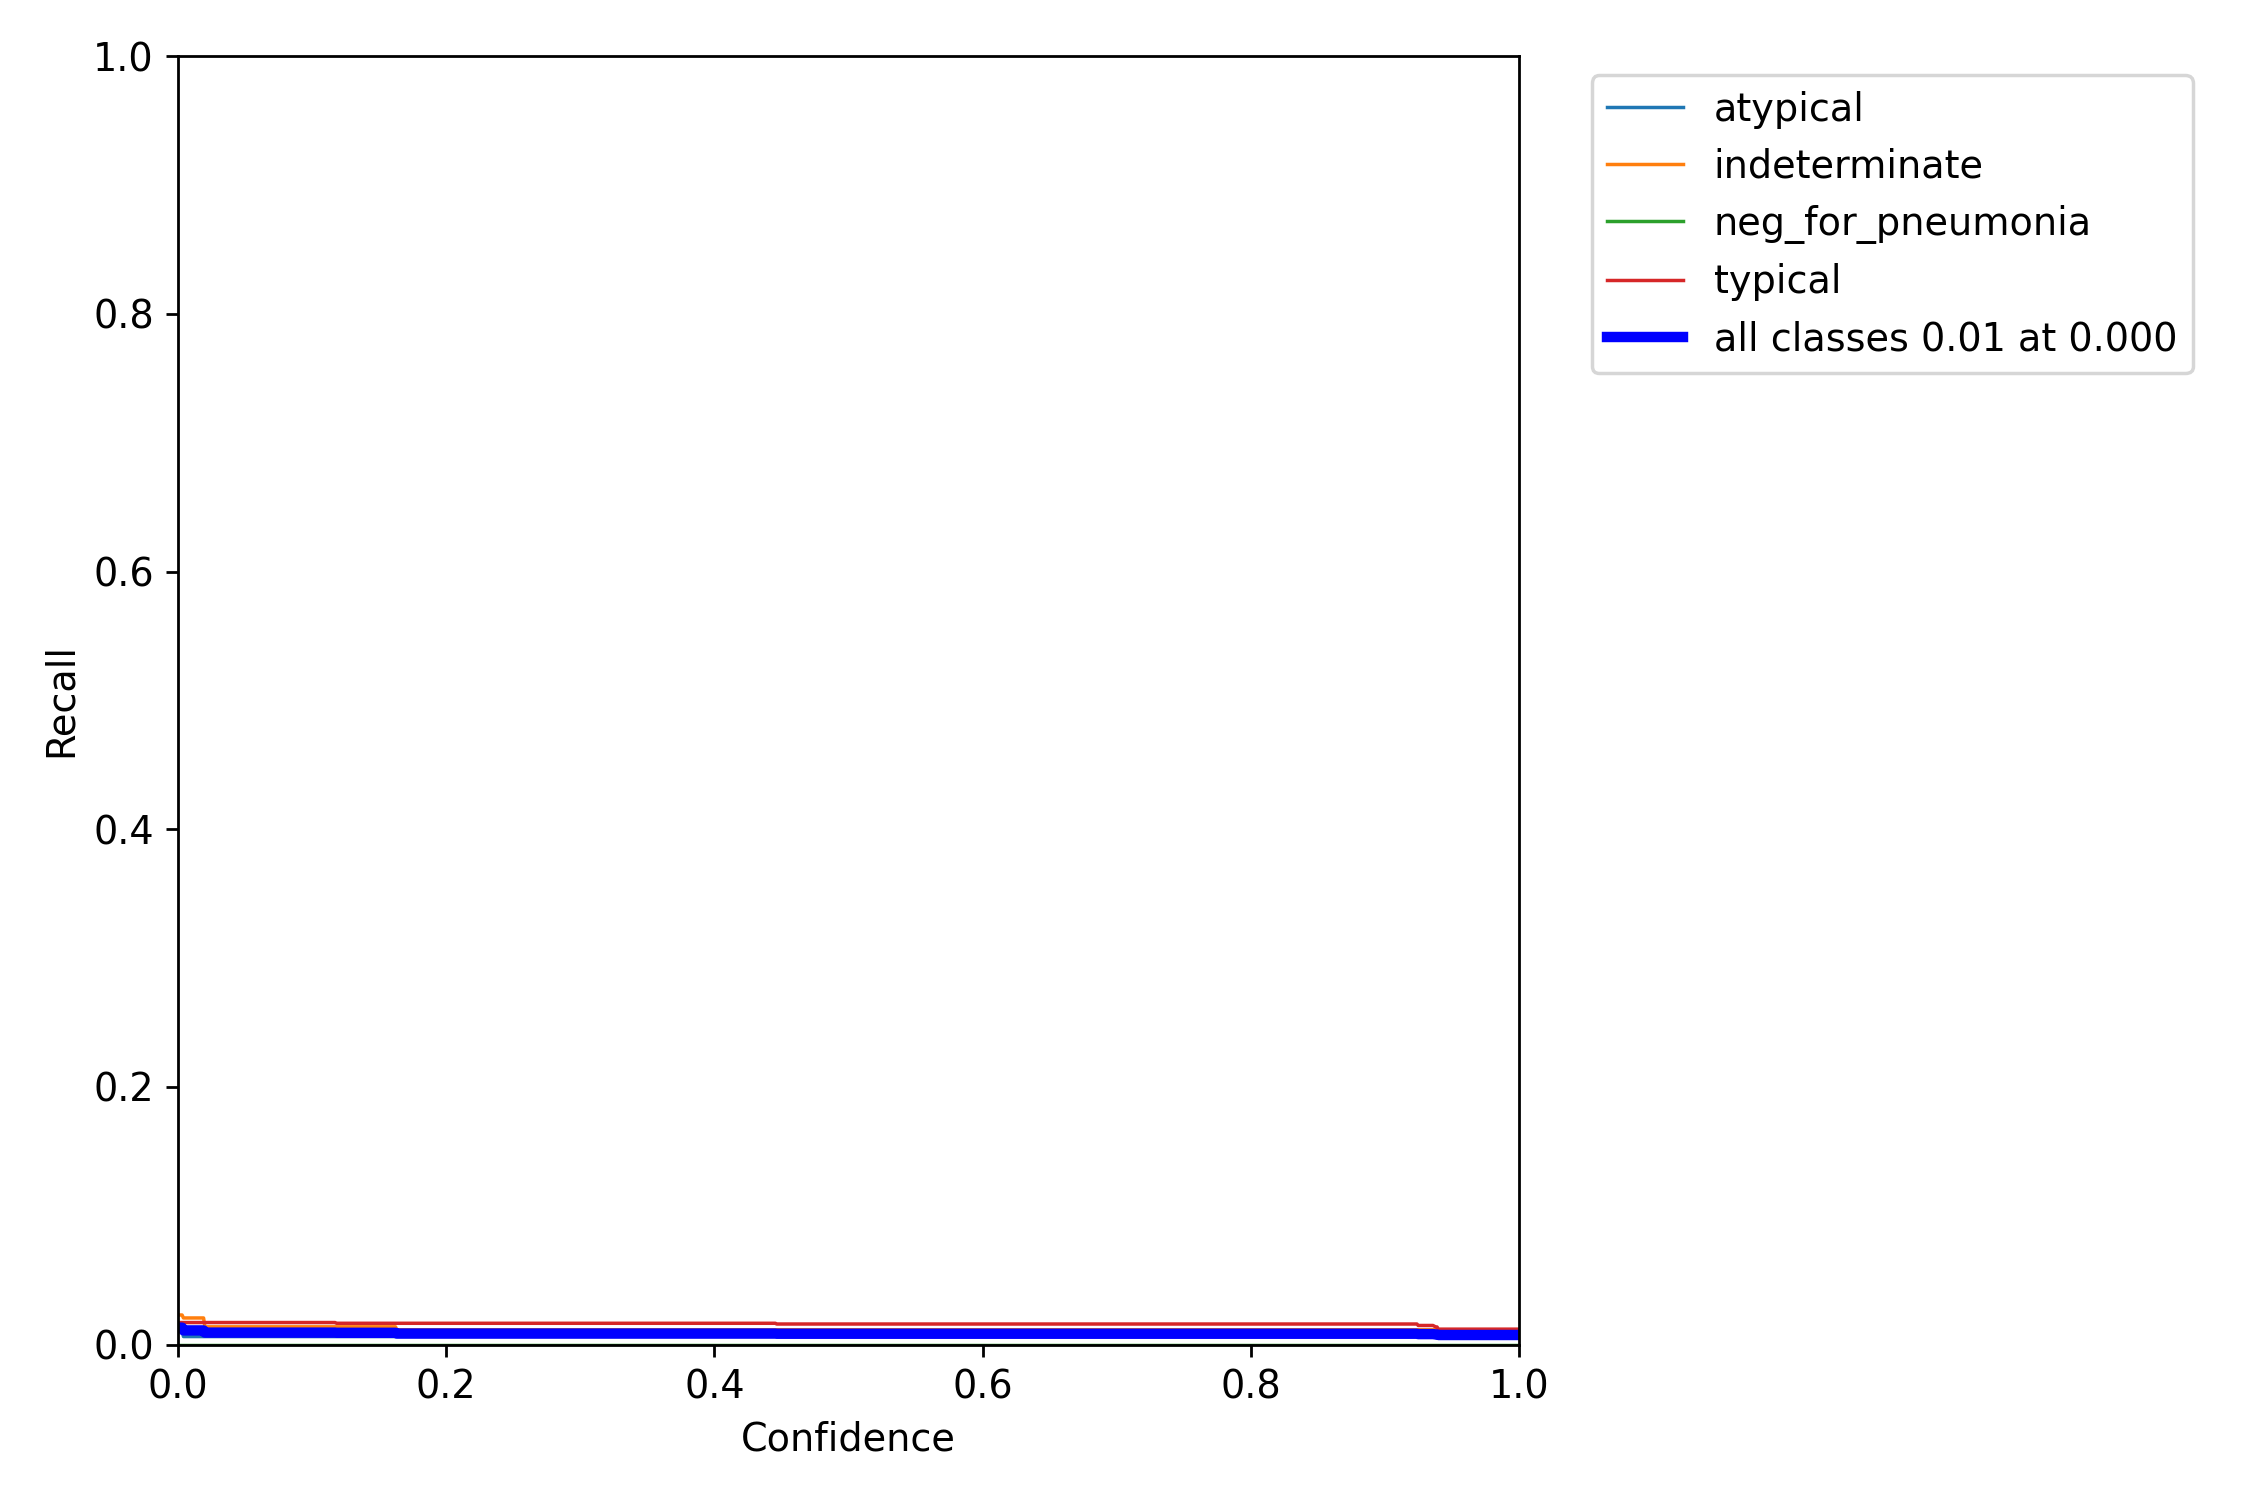 1.0
0.8
0.6
0.4
0.2
0.0
Recall
0.0 0.2 0.4 0.6 0.8 1.0
Confidence
atypical
indeterminate
neg_for_pneumonia
typical
all classes 0.01 at 0.000